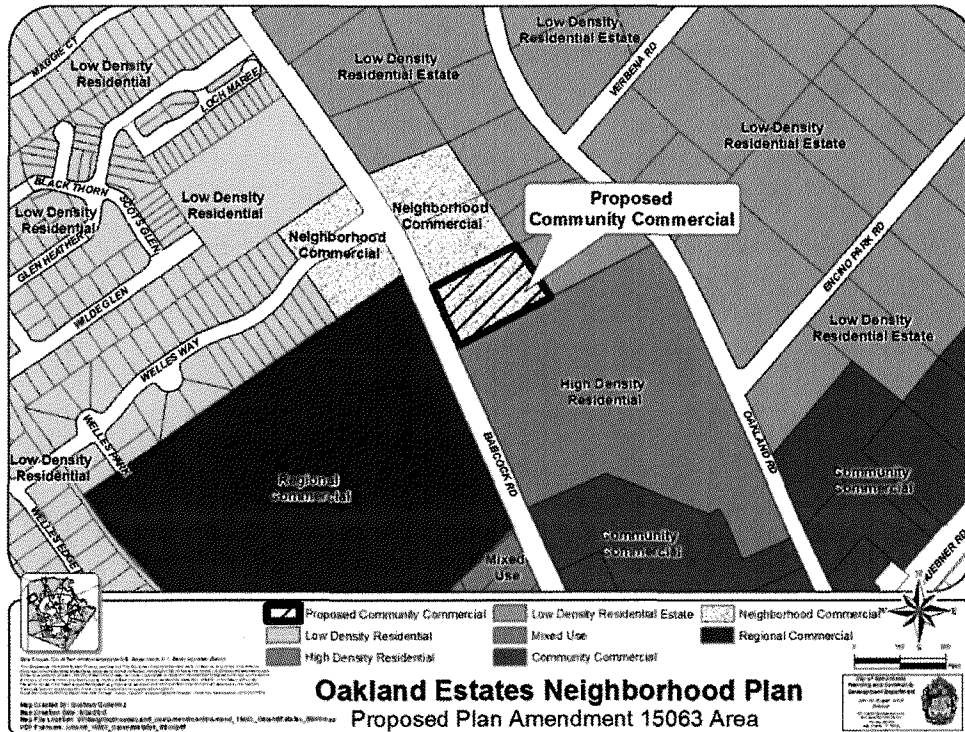 MAGGIE CT
Low Density
Residential
LOCH MAREE
BLACK THORN
SCOTS GLEN
Low Density
Residential
GLEN HEATHER
Low Density
Residential
WILDE GLEN
Neighborhood
Commercial
WELLES WAY
Low Density
Residential
WELLES EDGE
Low Density
Residential Estate
Low Density
Residential Estate
VERBENA RD
Low Density
Residential Estate
Neighborhood
Commercial
Proposed
Community Commercial
ENCINO PARK RD
Low Density
Residential Estate
High Density
Residential
OAKLAND RD
BABCOCK RD
Regional
Commercial
Community
Commercial
Community
Commercial
Mixed
Use
Proposed Community Commercial
Low Density Residential
High Density Residential
Low Density Residential Estate
Mixed Use
Community Commercial
Neighborhood Commercial
Regional Commercial
Oakland Estates Neighborhood Plan
Proposed Plan Amendment 15063 Area